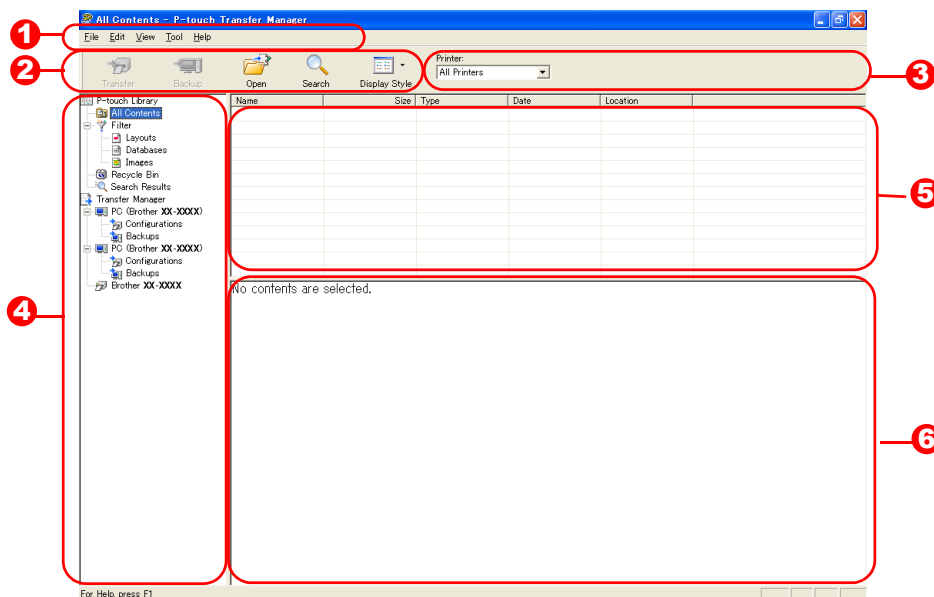 All Contents - P-touch Transfer Manager
1
File Edit View Tool Help
2
Transfer Backup Open Search Display Style
Printer:
All Printers
3
4
P-touch Library
All Contents
Filter
Layouts
Databases
Images
Recycle Bin
Search Results
Transfer Manager
PC (Brother XX-XXXX)
Configurations
Backups
PC (Brother XX-XXXX)
Configurations
Backups
Brother XX-XXXX
Name Size Type Date Location
5
No contents are selected.
6
For Help, press F1